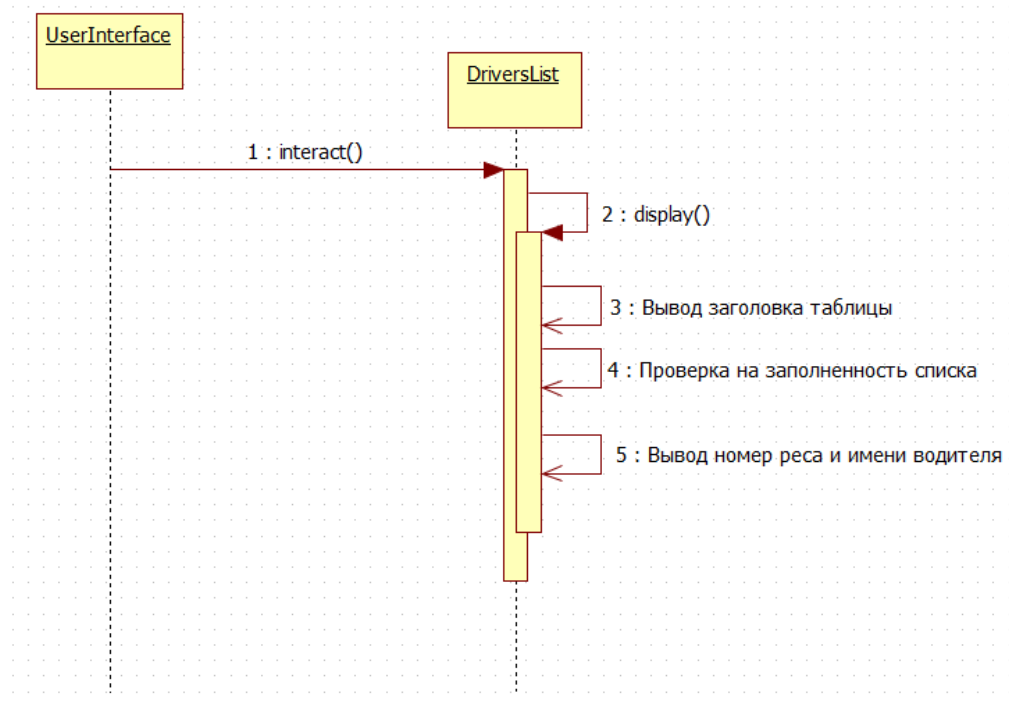 UserInterface
DriversList
1 : interact()
2 : display()
3 : Вывод заголовка таблицы
4 : Проверка на заполненность списка
5 : Вывод номер реса и имени водителя